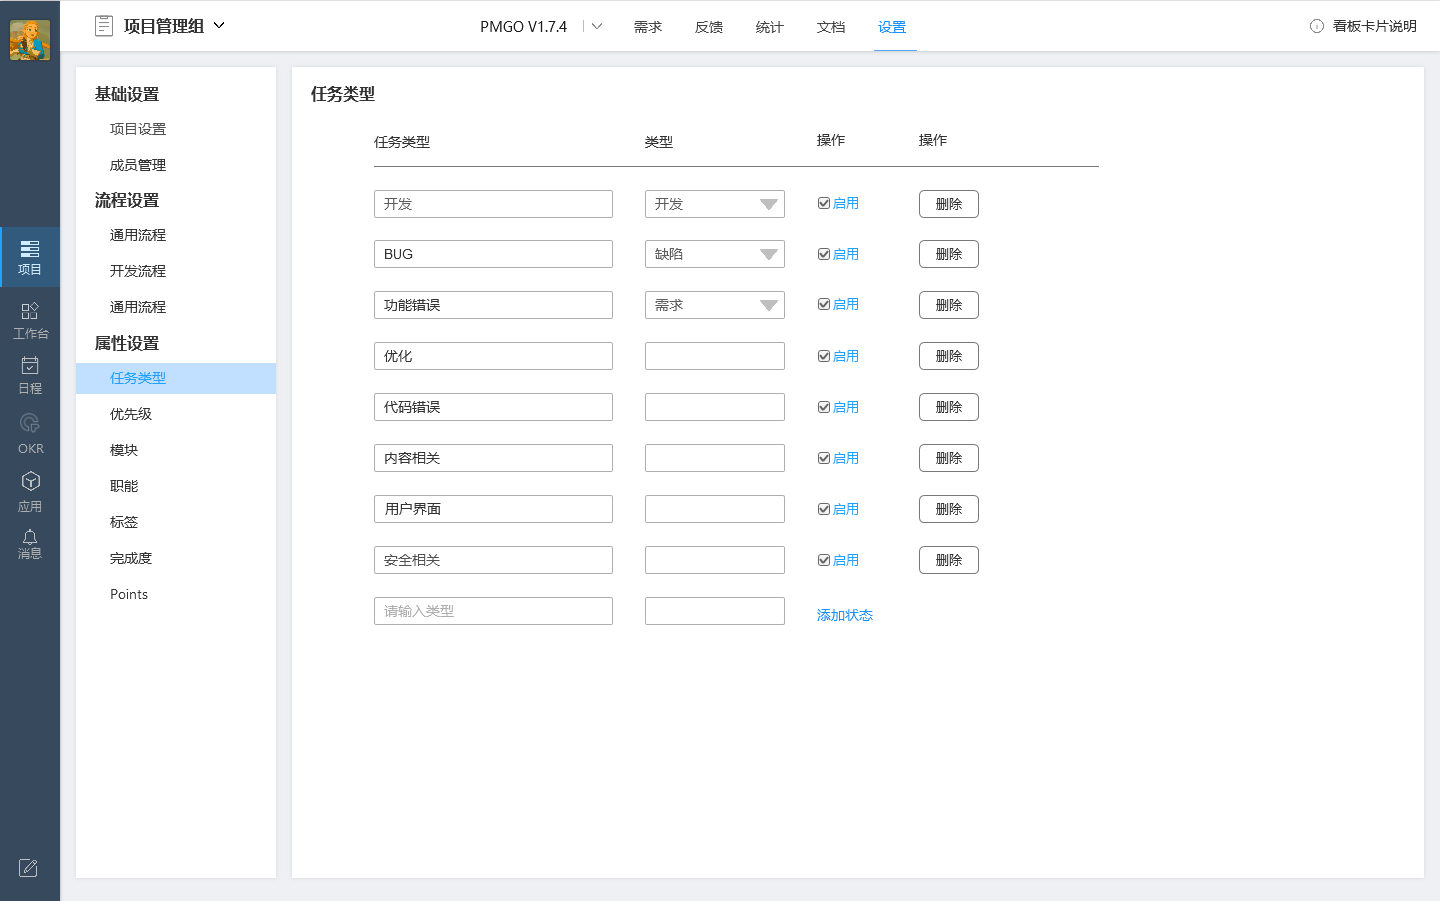 项目管理组
PMGO V1.7.4 需求 反馈 统计 文档 设置
看板卡片说明
项目
工作台
日程
OKR
应用
消息
基础设置
项目设置
成员管理
流程设置
通用流程
开发流程
通用流程
属性设置
任务类型
优先级
模块
职能
标签
完成度
Points
任务类型
任务类型 类型 操作 操作
开发 开发 启用 删除
BUG 缺陷 启用 删除
功能错误 需求 启用 删除
优化 启用 删除
代码错误 启用 删除
内容相关 启用 删除
用户界面 启用 删除
安全相关 启用 删除
请输入类型 添加状态